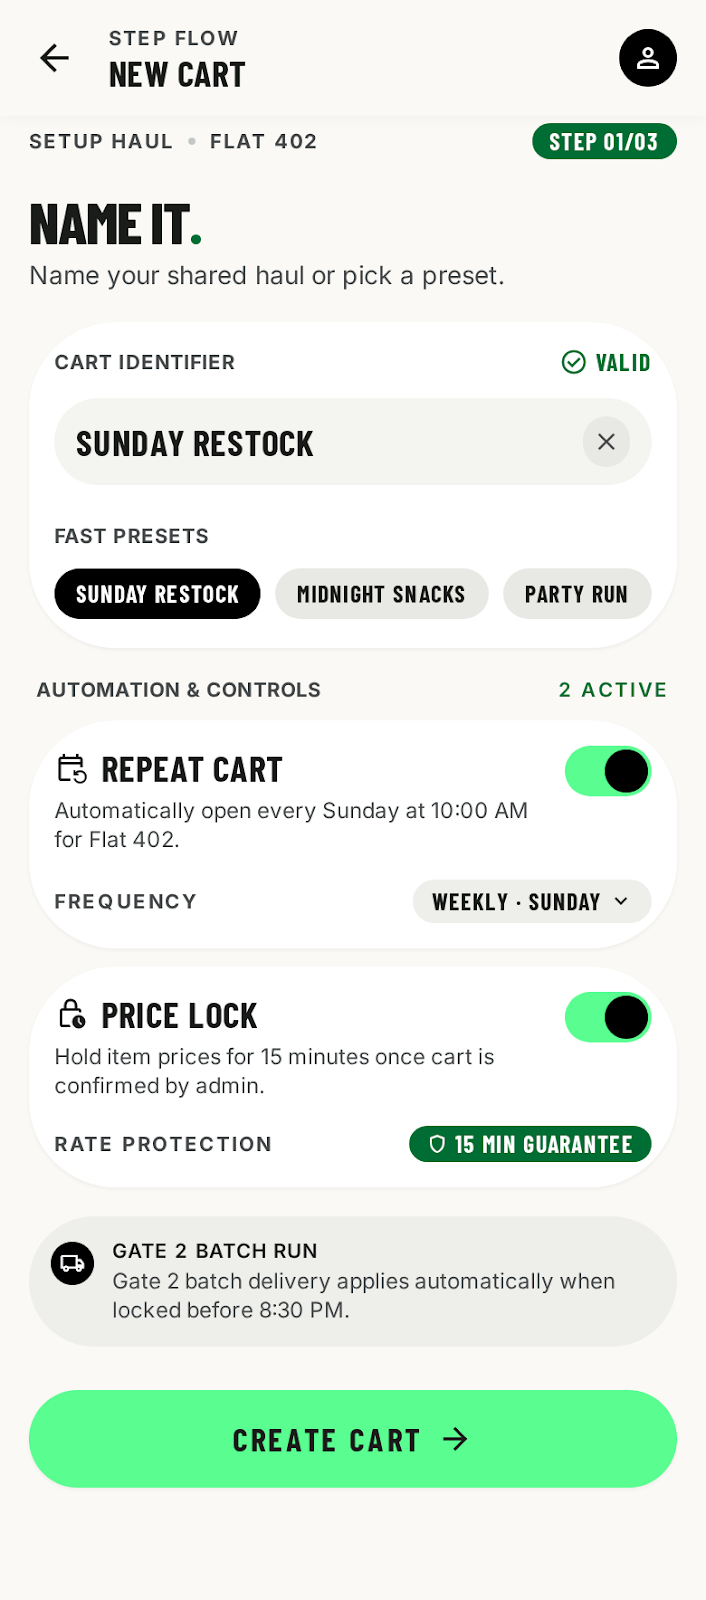 STEP FLOW
NEW CART
SETUP HAUL • FLAT 402
STEP 01/03
NAME IT.
Name your shared haul or pick a preset.
CART IDENTIFIER
VALID
SUNDAY RESTOCK
FAST PRESETS
SUNDAY RESTOCK
MIDNIGHT SNACKS
PARTY RUN
AUTOMATION & CONTROLS
2 ACTIVE
REPEAT CART
Automatically open every Sunday at 10:00 AM
for Flat 402.
FREQUENCY
WEEKLY · SUNDAY
PRICE LOCK
Hold item prices for 15 minutes once cart is
confirmed by admin.
RATE PROTECTION
15 MIN GUARANTEE
GATE 2 BATCH RUN
Gate 2 batch delivery applies automatically when
locked before 8:30 PM.
CREATE CART →